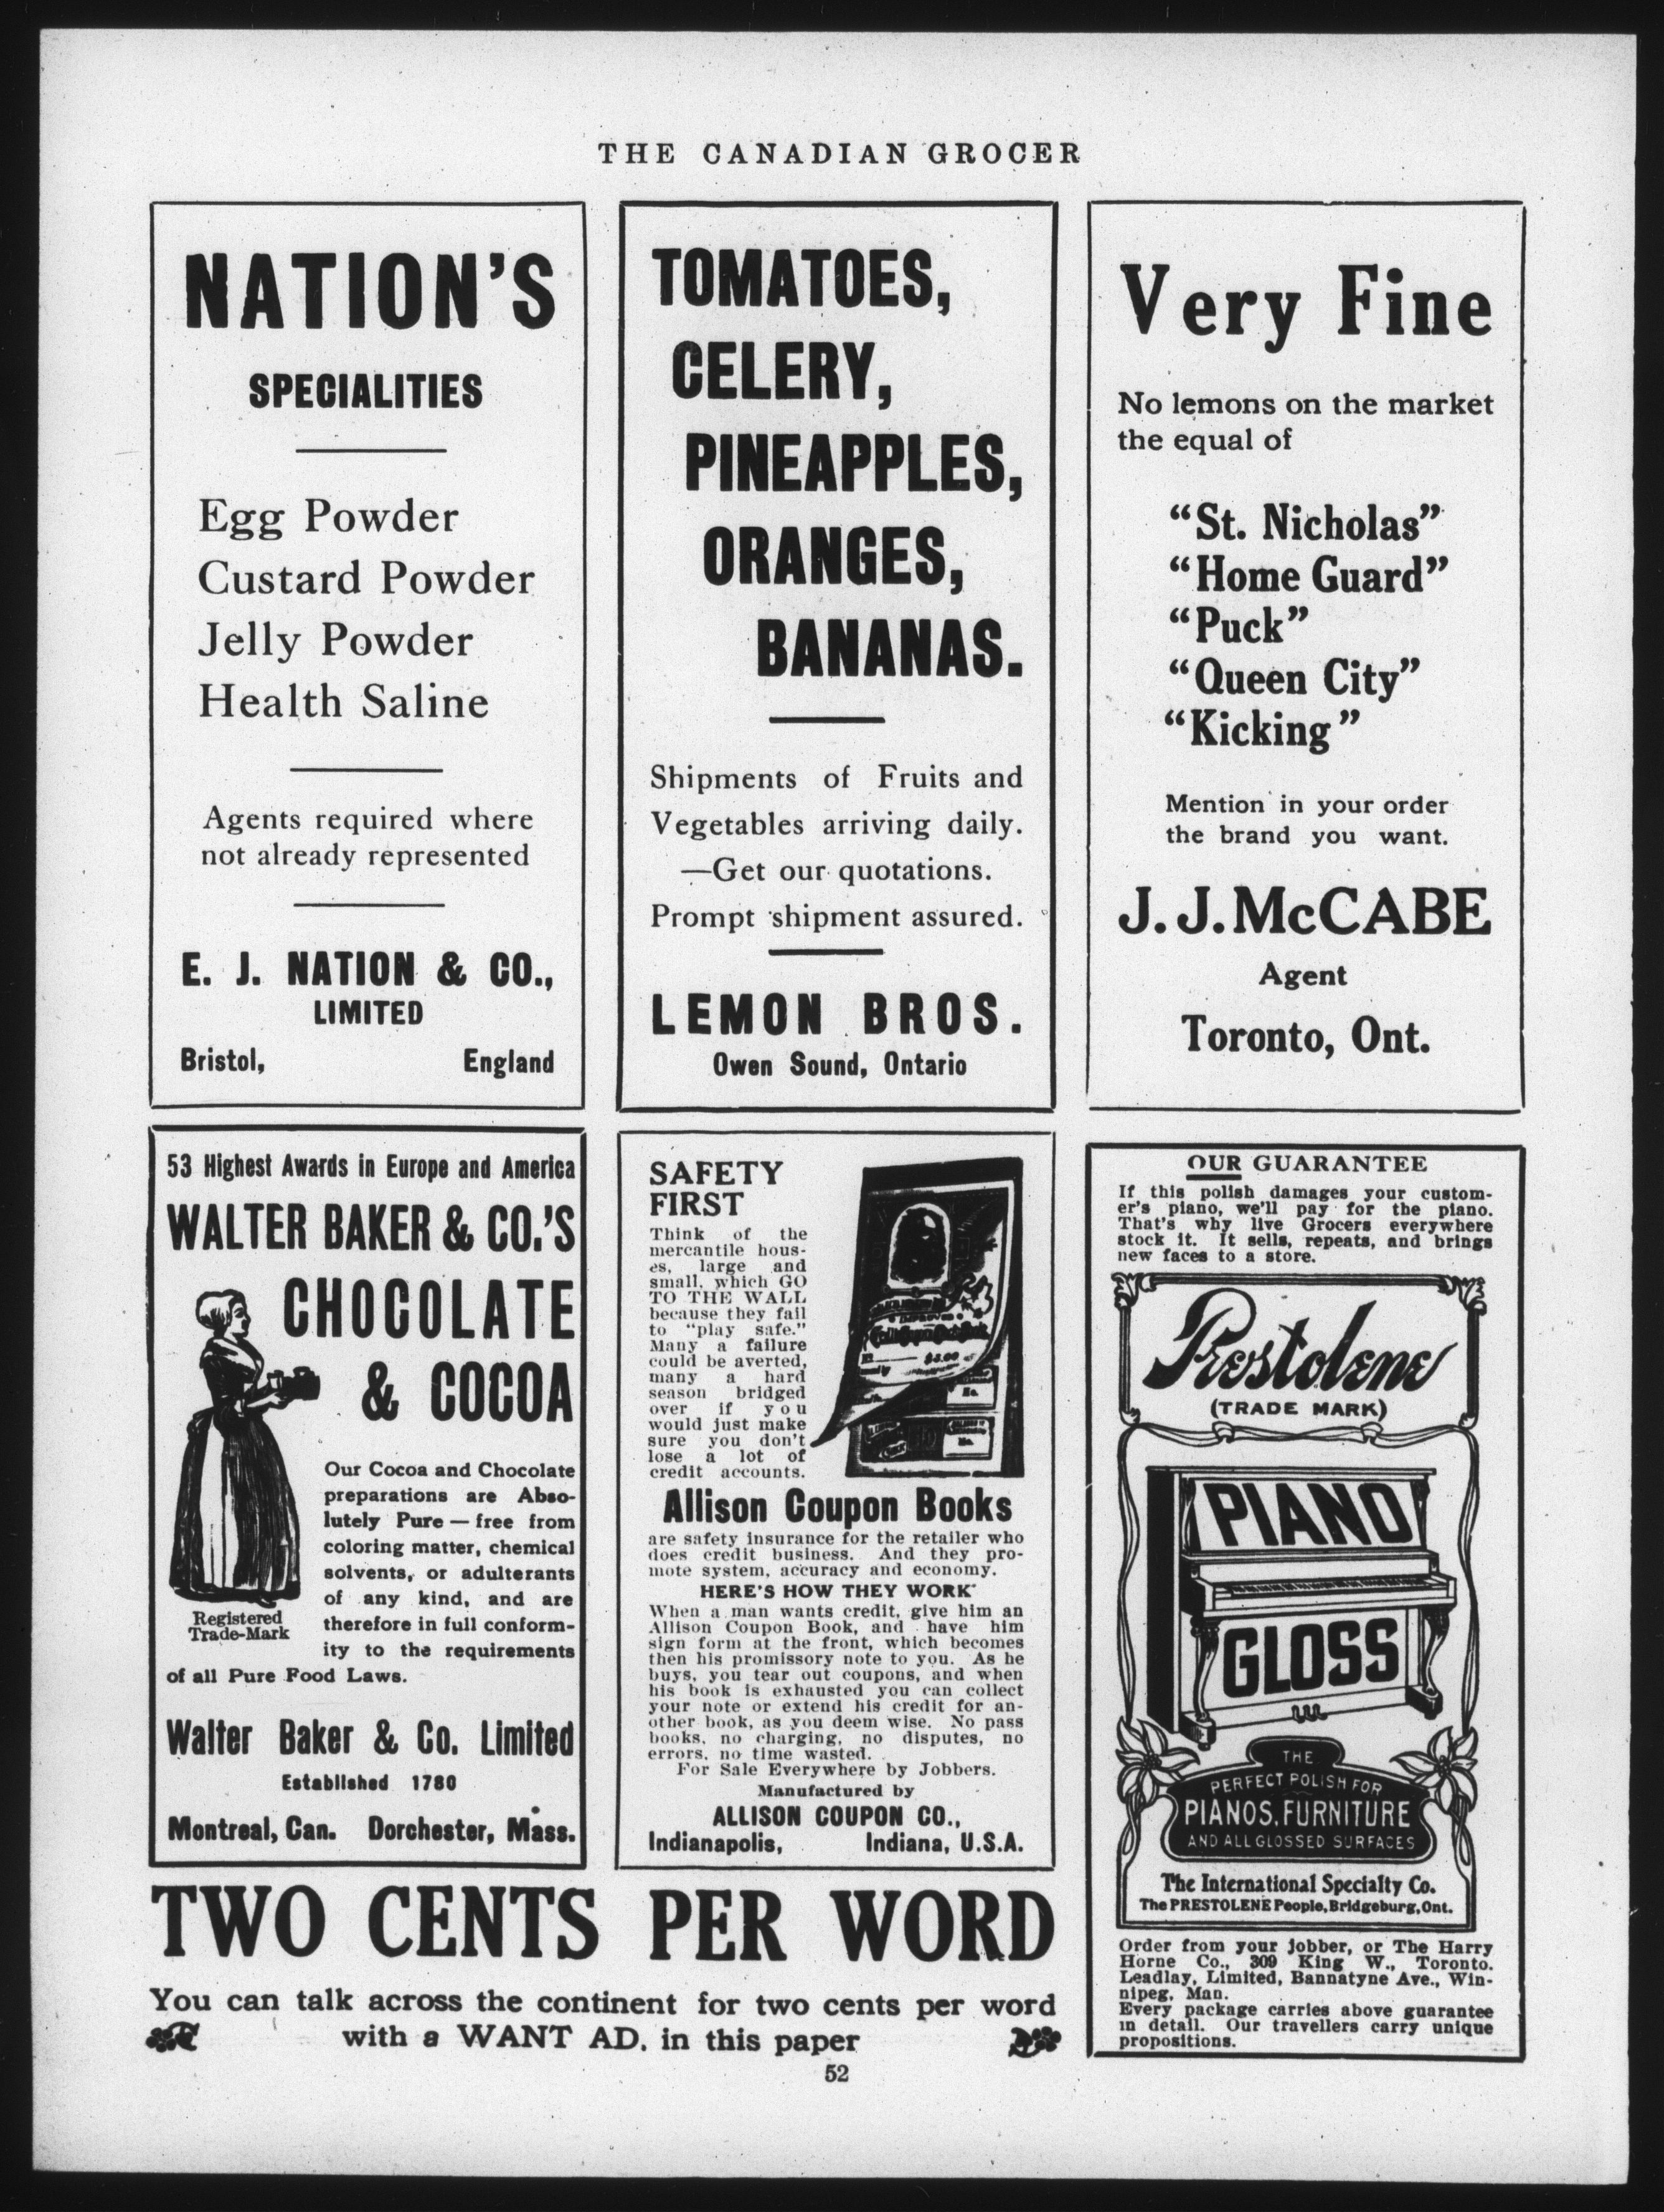 THE CANADIAN GROCER
NATION'S
SPECIALITIES
Egg Powder
Custard Powder
Jelly Powder
Health Saline
Agents required where
not already represented
E. J. NATION & CO.,
LIMITED
Bristol, England
TOMATOES,
CELERY,
PINEAPPLES,
ORANGES,
BANANAS.
Shipments of Fruits and
Vegetables arriving daily.
—Get our quotations.
Prompt shipment assured.
LEMON BROS.
Owen Sound, Ontario
Very Fine
No lemons on the market
the equal of
"St. Nicholas"
"Home Guard"
"Puck"
"Queen City"
"Kicking"
Mention in your order
the brand you want.
J. J. McCABE
Agent
Toronto, Ont.
53 Highest Awards in Europe and America
WALTER BAKER & CO.'S
CHOCOLATE
& COCOA
Our Cocoa and Chocolate
preparations are Abso-
lutely Pure — free from
coloring matter, chemical
solvents, or adulterants
of any kind, and are
therefore in full conform-
ity to the requirements
of all Pure Food Laws.
Registered
Trade-Mark
Walter Baker & Co. Limited
Established 1780
Montreal, Can. Dorchester, Mass.
SAFETY
FIRST
Think of the
mercantile hous-
es, large and
small, which GO
TO THE WALL
because they fail
to "play safe."
Many a failure
could be averted,
many a hard
season bridged
over if you
would just make
sure you don't
lose a lot of
credit accounts.
$5.00
No.
No.
Allison Coupon Books
are safety insurance for the retailer who
does credit business. And they pro-
mote system, accuracy and economy.
HERE'S HOW THEY WORK
When a man wants credit, give him an
Allison Coupon Book, and have him
sign form at the front, which becomes
then his promissory note to you. As he
buys, you tear out coupons, and when
his book is exhausted you can collect
your note or extend his credit for an-
other book, as you deem wise. No pass
books, no charging, no disputes, no
errors, no time wasted.
For Sale Everywhere by Jobbers.
Manufactured by
ALLISON COUPON CO.,
Indianapolis, Indiana, U.S.A.
OUR GUARANTEE
If this polish damages your custom-
er's piano, we'll pay for the piano.
That's why live Grocers everywhere
stock it. It sells, repeats, and brings
new faces to a store.
Prestolene
(TRADE MARK)
PIANO
GLOSS
THE
PERFECT POLISH FOR
PIANOS, FURNITURE
AND ALL GLOSSED SURFACES
The International Specialty Co.
The PRESTOLENE People, Bridgeburg, Ont.
Order from your jobber, or The Harry
Horne Co., 309 King W., Toronto.
Leadlay, Limited, Bannatyne Ave., Win-
nipeg, Man.
Every package carries above guarantee
in detail. Our travellers carry unique
propositions.
TWO CENTS PER WORD
You can talk across the continent for two cents per word
with a WANT AD. in this paper
52